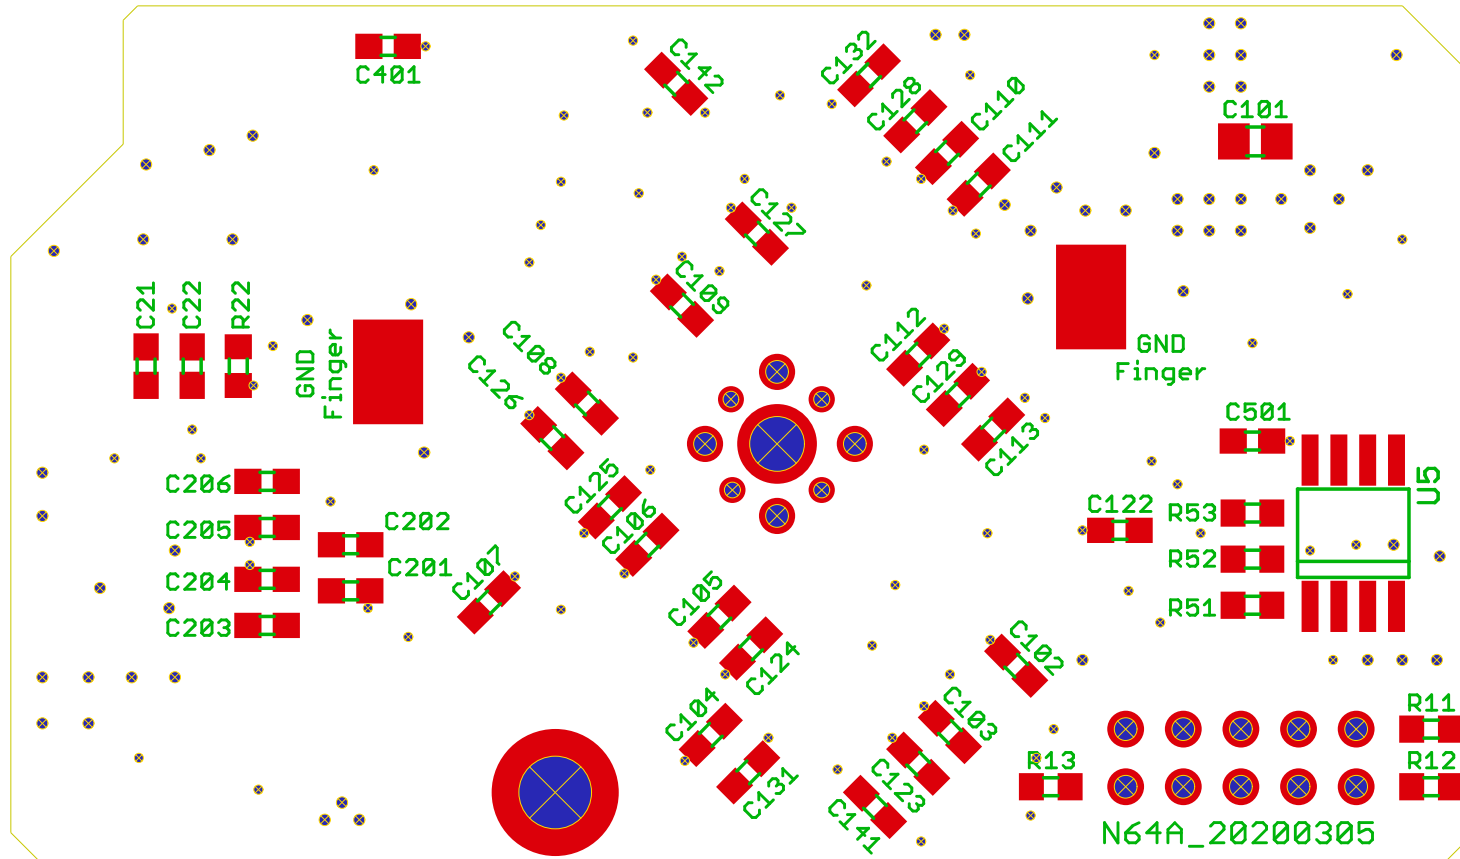 C401
C142
C132
C128
C110
C111
C101
C127
C109
C21
C22
R22
GND
Finger
C108
C126
C112
C129
C113
GND
Finger
C501
U5
C206
C205
C204
C203
C202
C201
C125
C106
C107
C122
R53
R52
R51
C105
C124
C104
C131
C102
C103
C123
C141
R13
R11
R12
N64A_20200305